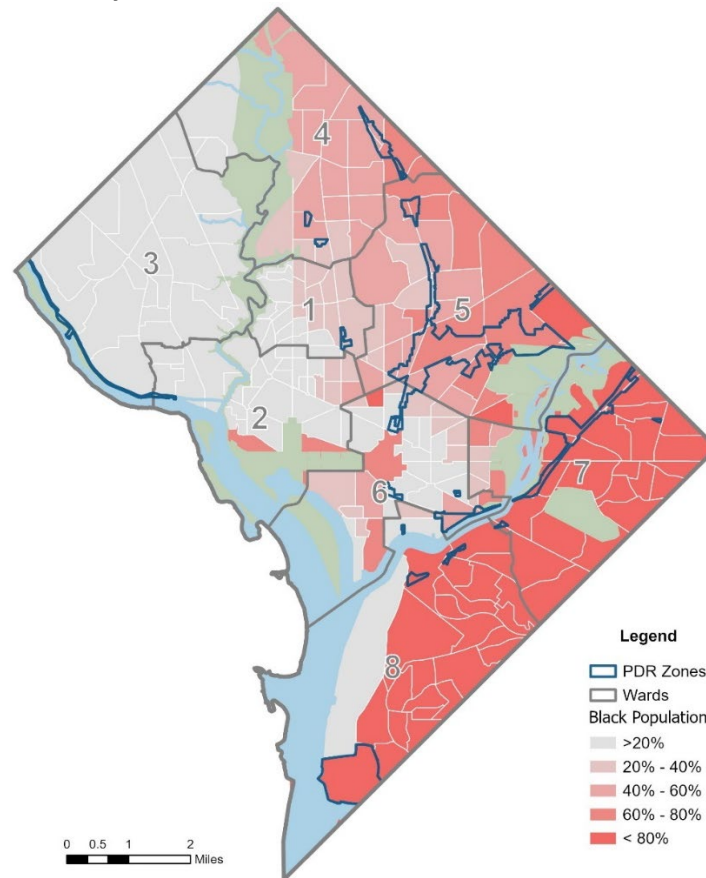 4
3
1
5
2
7
6
8
Legend
PDR Zones
Wards
Black Population
>20%
20% - 40%
40% - 60%
60% - 80%
< 80%
0 0.5 1 2
Miles